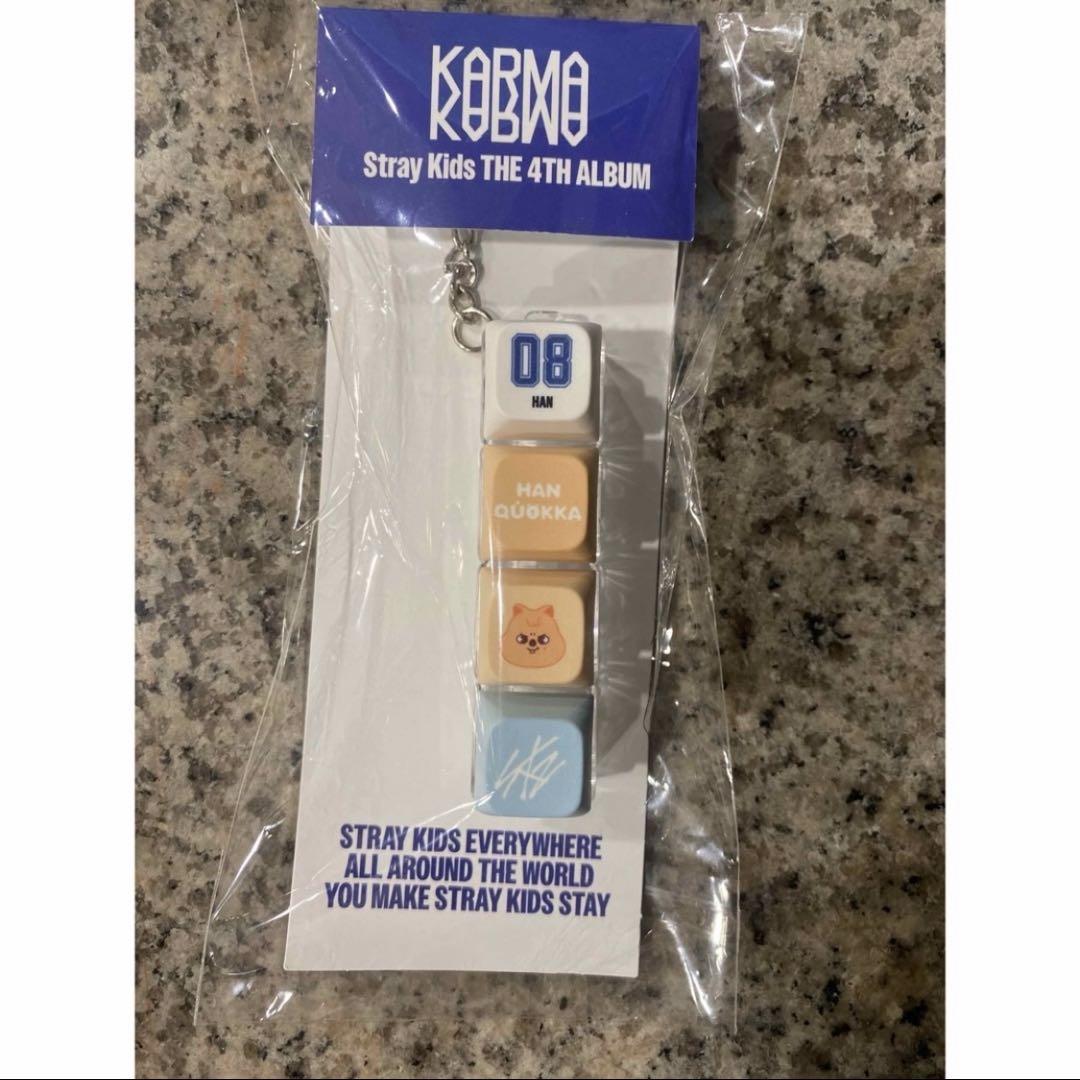 KARMA
Stray Kids THE 4TH ALBUM
08
HAN
HAN
QUOKKA
SKZ
STRAY KIDS EVERYWHERE
ALL AROUND THE WORLD
YOU MAKE STRAY KIDS STAY